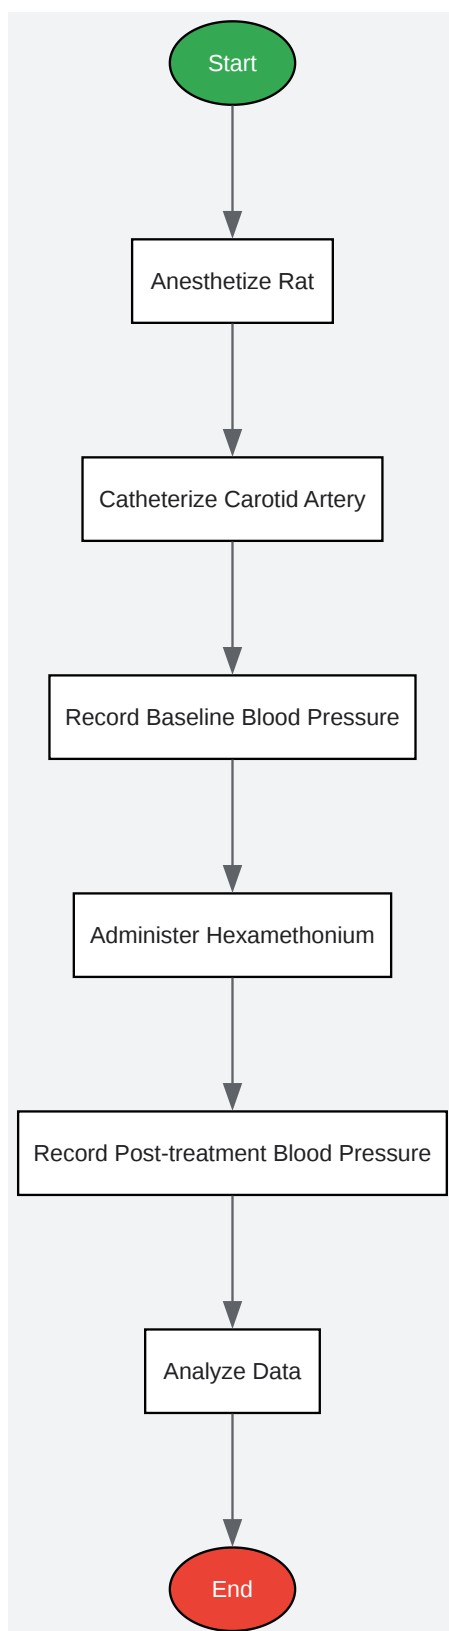 Start
Anesthetize Rat
Catheterize Carotid Artery
Record Baseline Blood Pressure
Administer Hexamethonium
Record Post-treatment Blood Pressure
Analyze Data
End